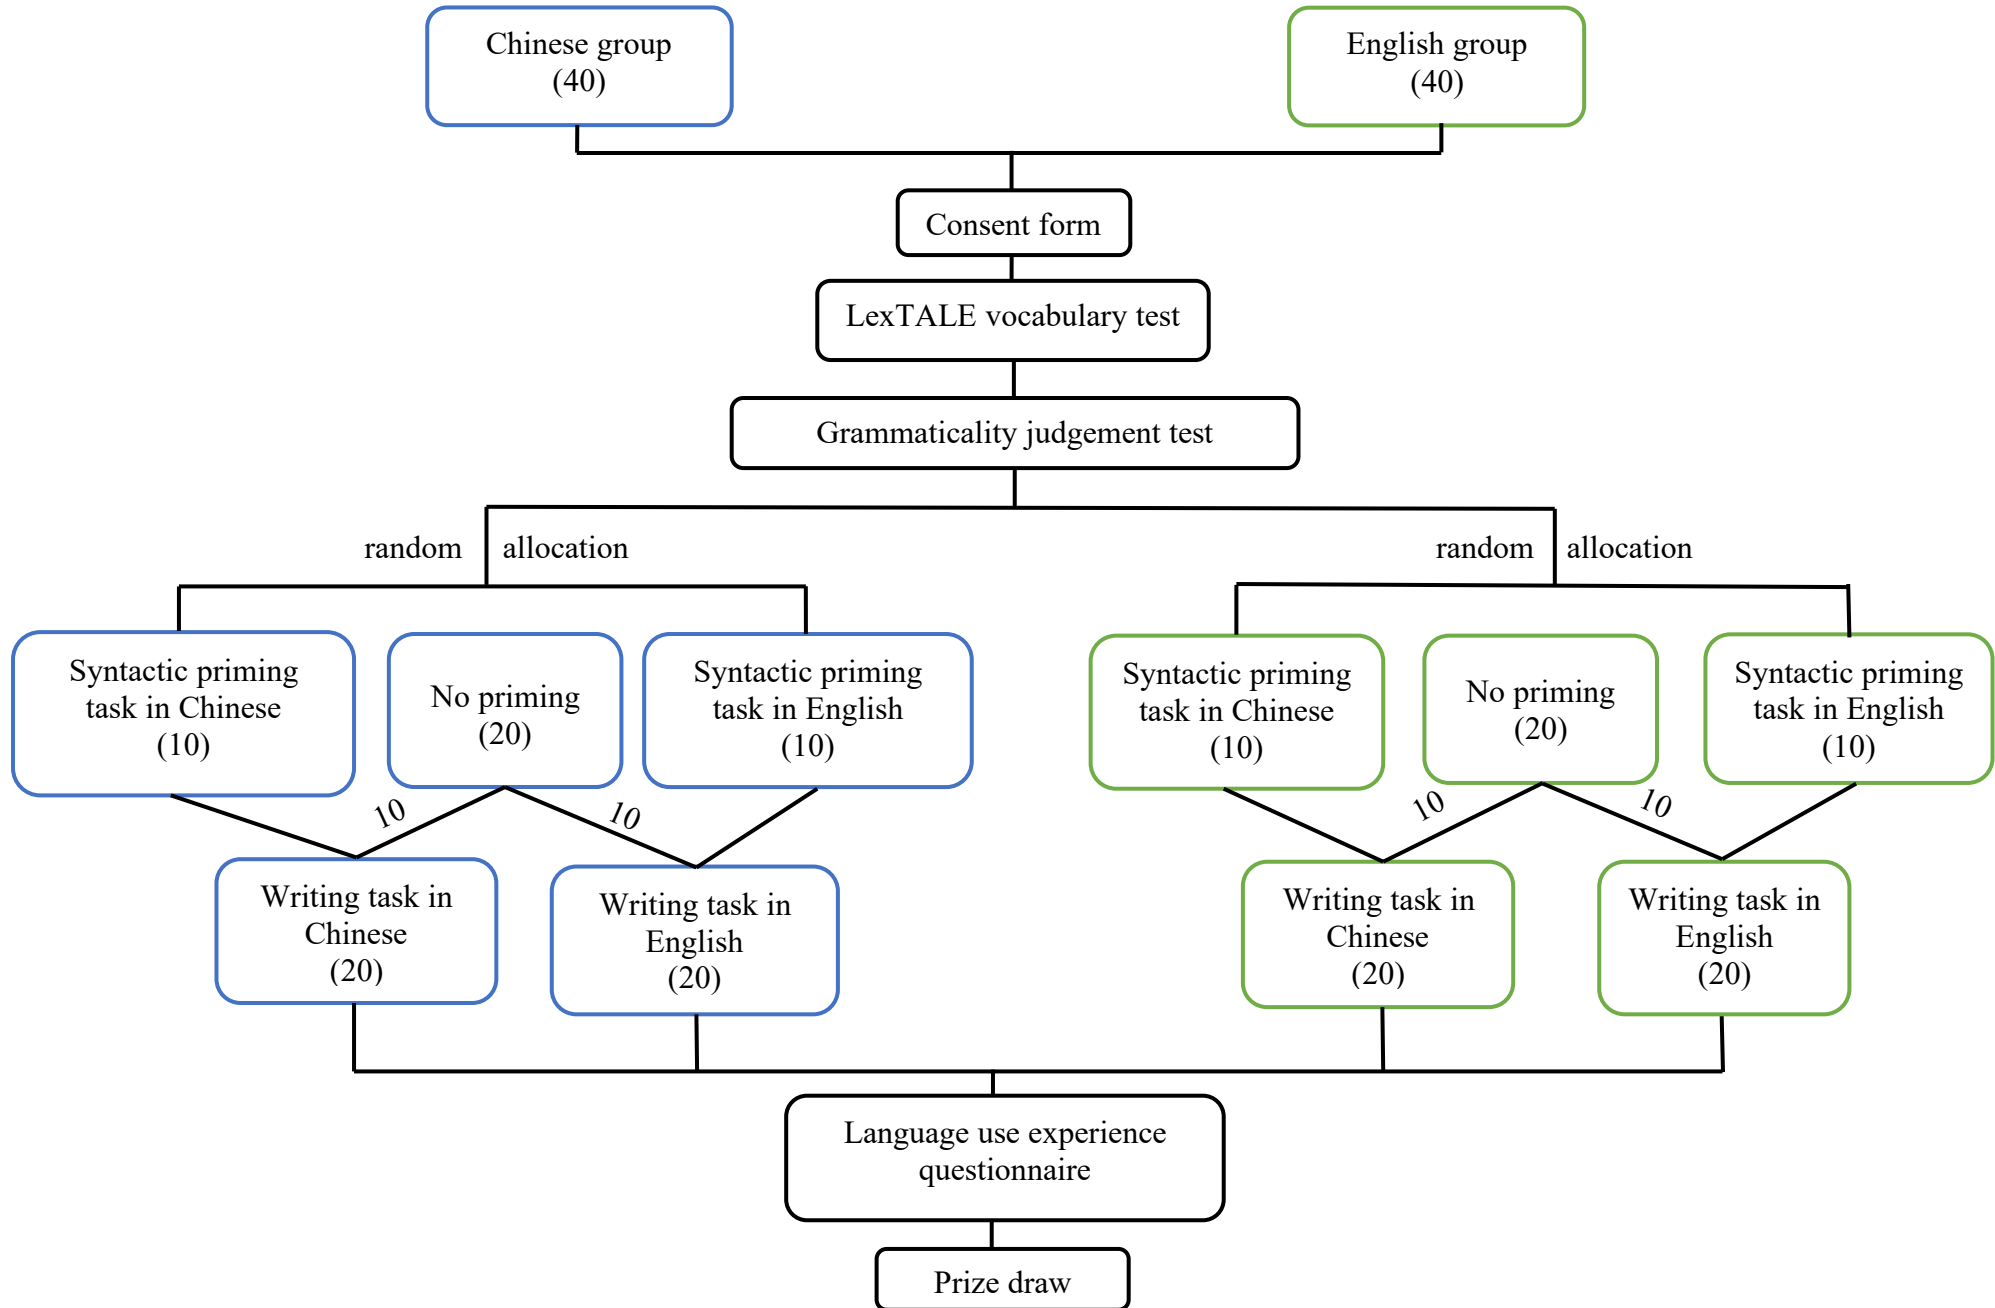 Chinese group
(40)
English group
(40)
Consent form
LexTALE vocabulary test
Grammaticality judgement test
random allocation
random allocation
Syntactic priming
task in Chinese
(10)
No priming
(20)
Syntactic priming
task in English
(10)
Syntactic priming
task in Chinese
(10)
No priming
(20)
Syntactic priming
task in English
(10)
10
10
10
10
Writing task in
Chinese
(20)
Writing task in
English
(20)
Writing task in
Chinese
(20)
Writing task in
English
(20)
Language use experience
questionnaire
Prize draw